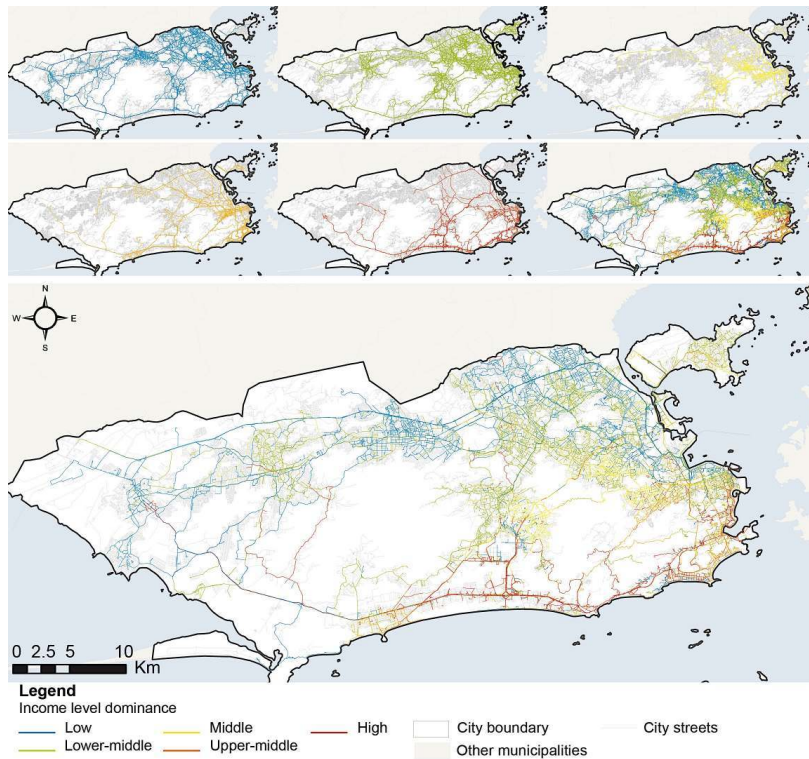 N
W E
S
0 2.5 5 10
Km
Legend
Income level dominance
Low Middle High City boundary City streets
Lower-middle Upper-middle Other municipalities